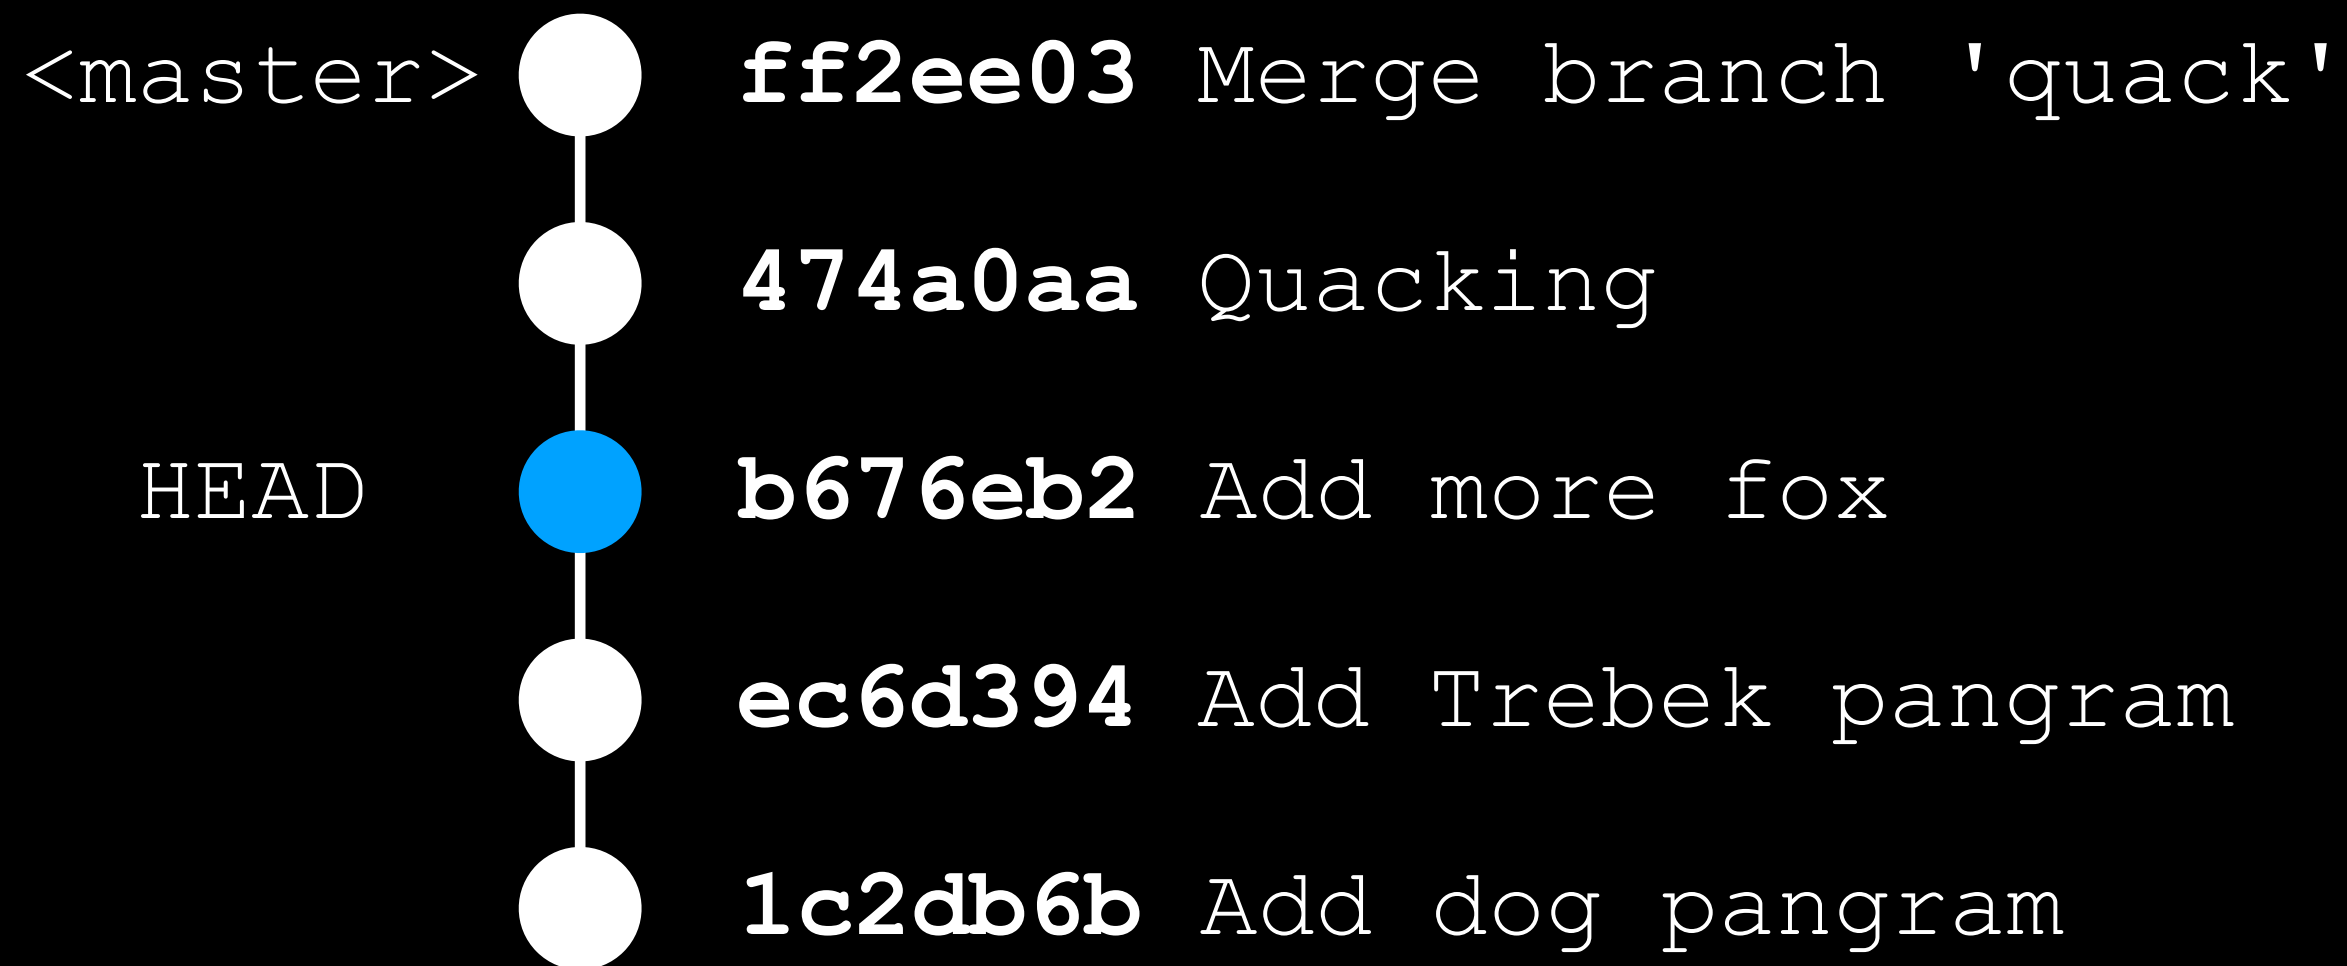 <master> ff2ee03 Merge branch 'quack'
474a0aa Quacking
HEAD b676eb2 Add more fox
ec6d394 Add Trebek pangram
1c2db6b Add dog pangram